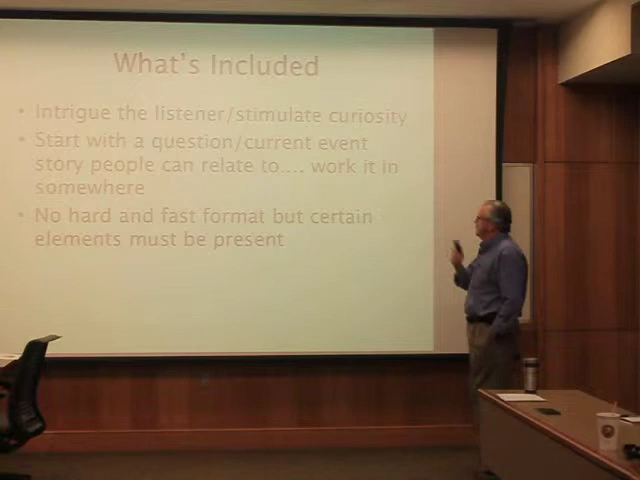 What's Included
• Intrigue the listener/stimulate curiosity
• Start with a question/current event
story people can relate to.... work it in
somewhere
• No hard and fast format but certain
elements must be present